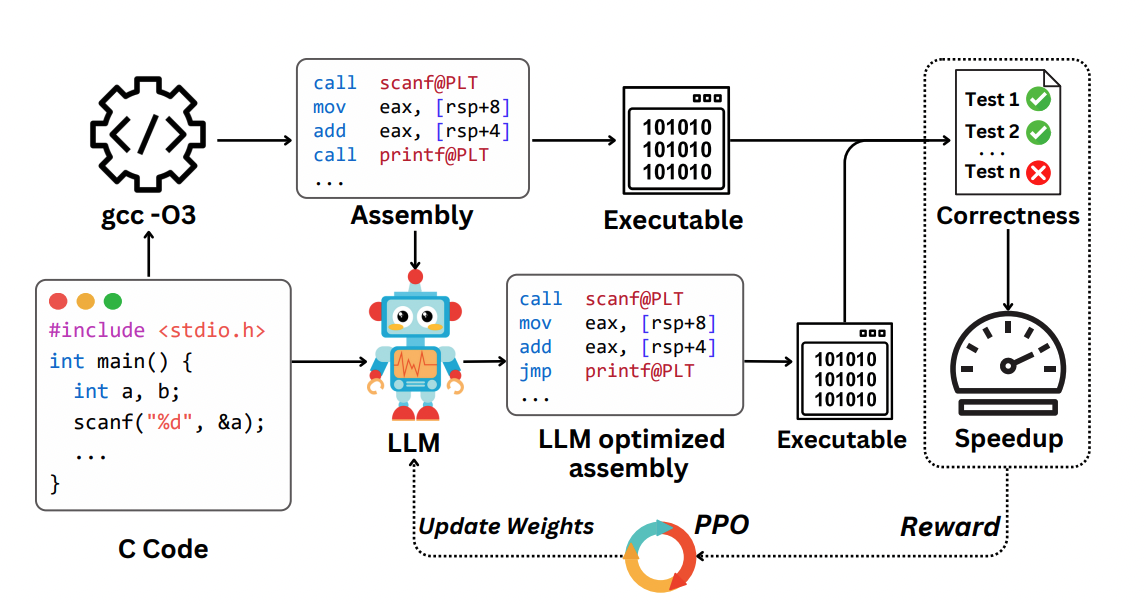 call scanf@PLT
mov eax, [rsp+8]
add eax, [rsp+4]
call printf@PLT
...
gcc -O3
Assembly
101010
101010
101010
Executable
Test 1
Test 2
...
Test n
Correctness
#include <stdio.h>
int main() {
int a, b;
scanf("%d", &a);
...
}
C Code
LLM
call scanf@PLT
mov eax, [rsp+8]
add eax, [rsp+4]
jmp printf@PLT
...
LLM optimized
assembly
101010
101010
101010
Executable
Speedup
Update Weights
PPO
Reward